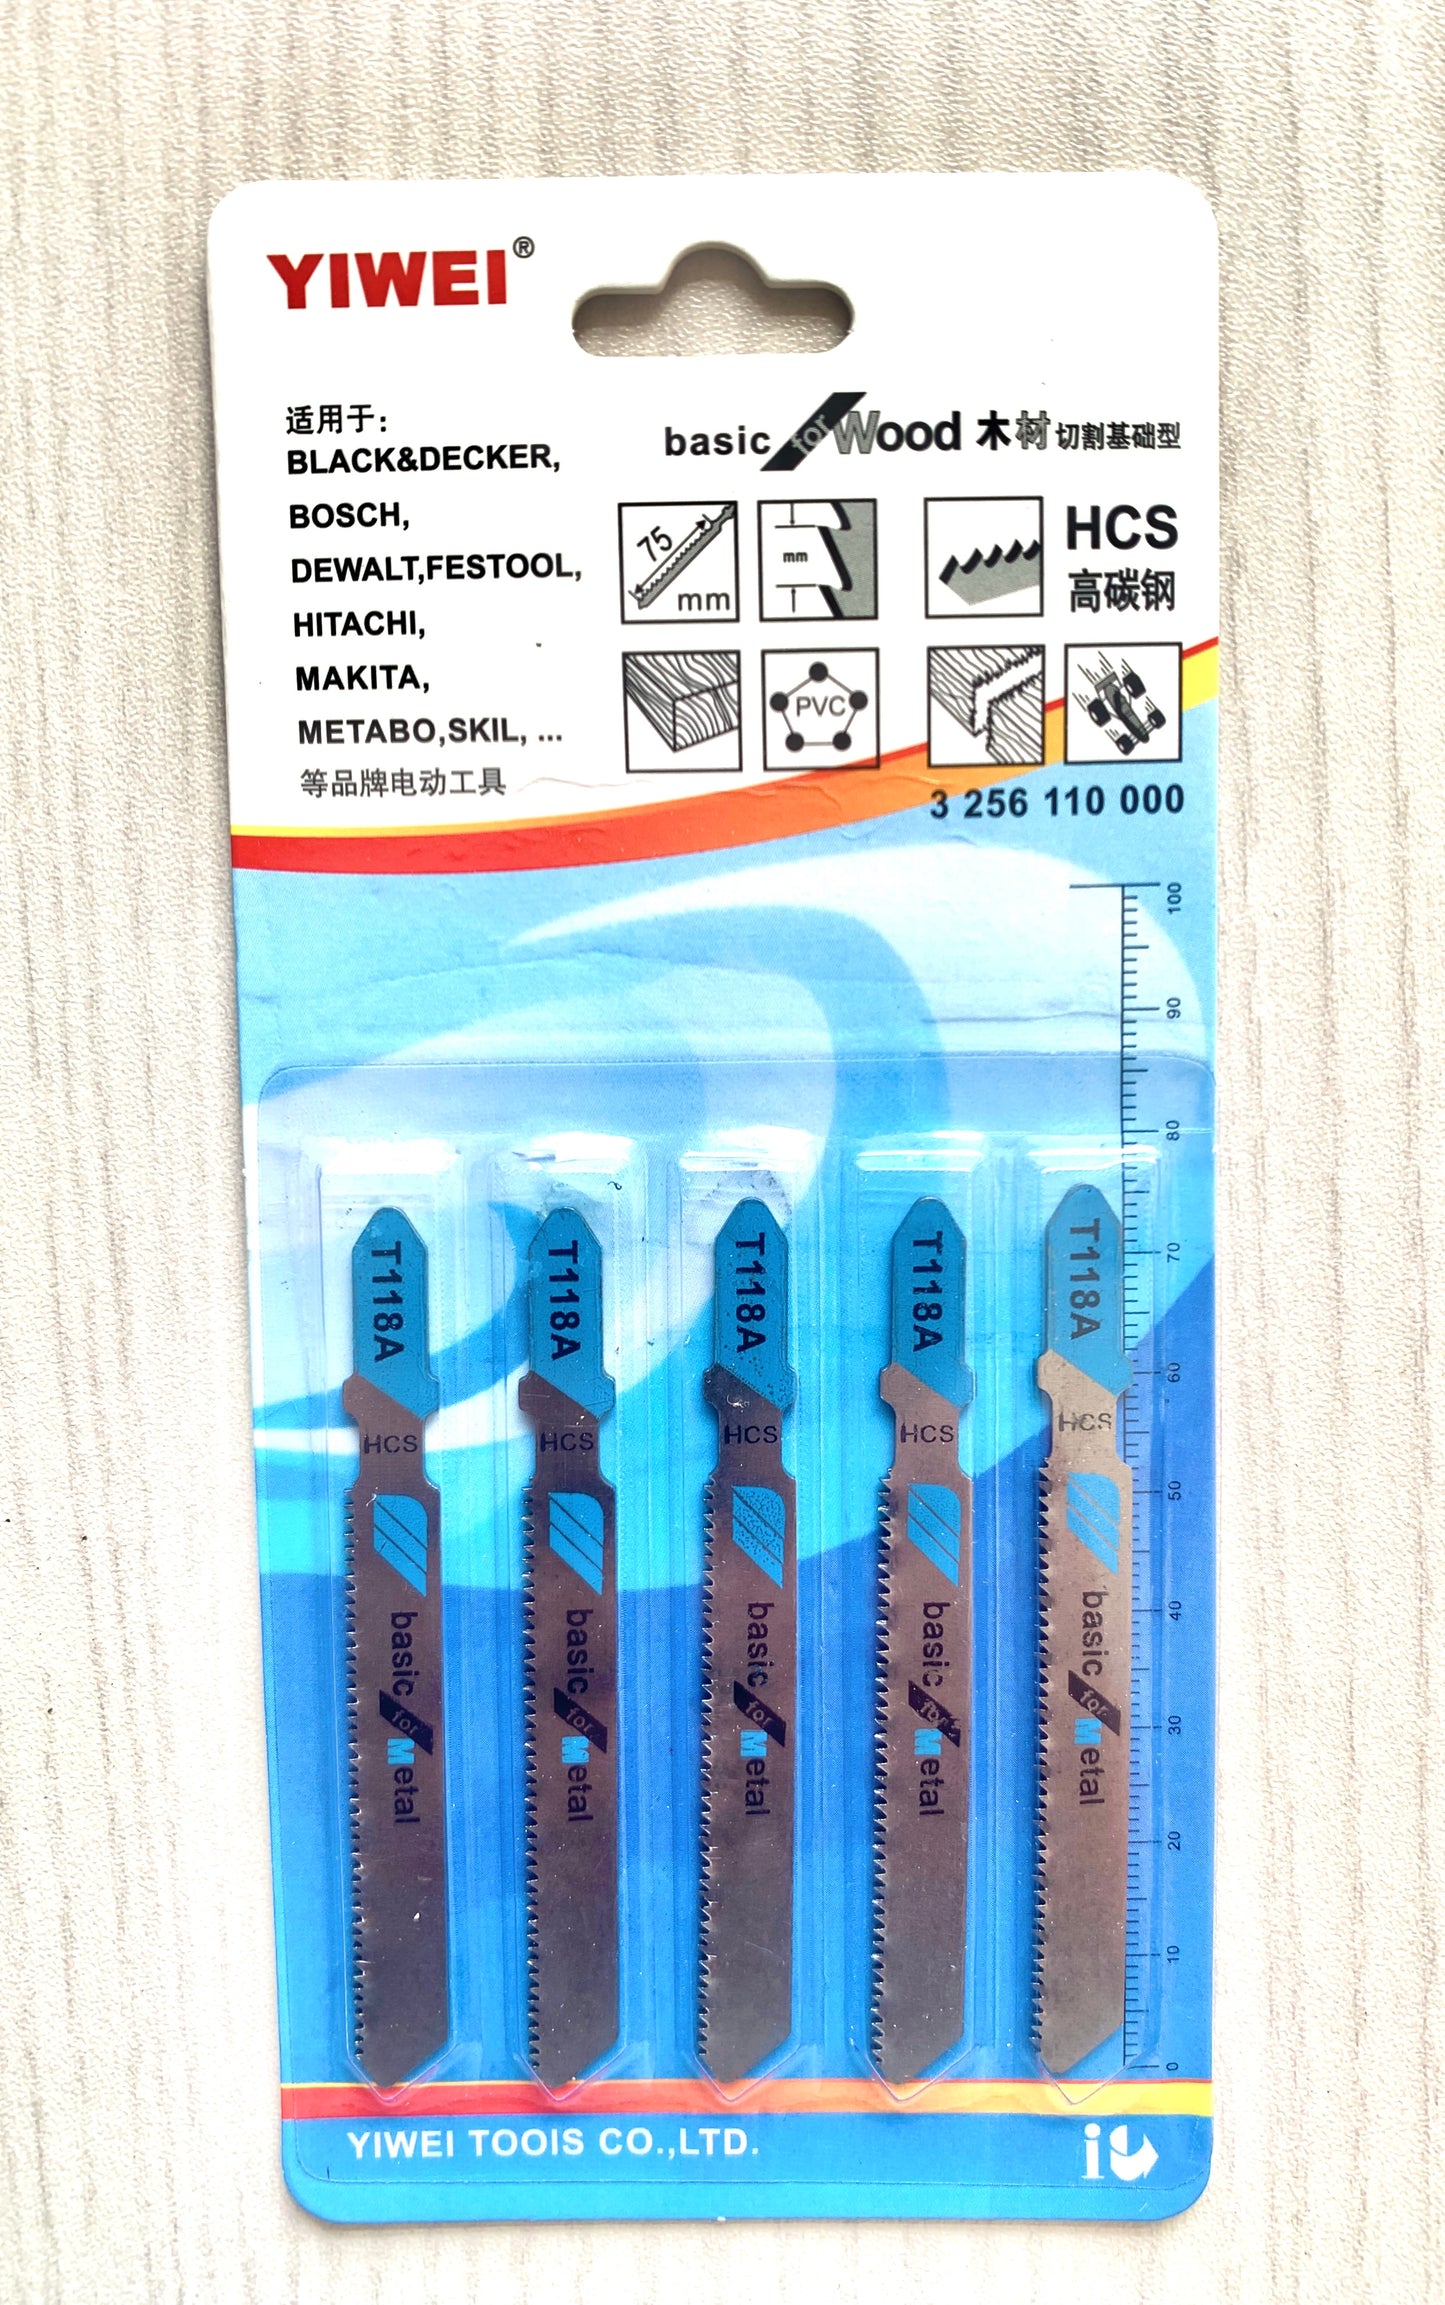 YIWEI®
适用于:
BLACK&DECKER,
BOSCH,
DEWALT,FESTOOL,
HITACHI,
MAKITA,
METABO,SKIL, ...
等品牌电动工具
basic for Wood 木材切割基础型
75
mm
mm
HCS
高碳钢
PVC
3 256 110 000
100
90
80
70
60
50
40
30
20
10
0
T118A
HCS
basic for Metal
T118A
HCS
basic for Metal
T118A
HCS
basic for Metal
T118A
HCS
basic for Metal
T118A
HCS
basic for Metal
YIWEI TOOIS CO.,LTD.